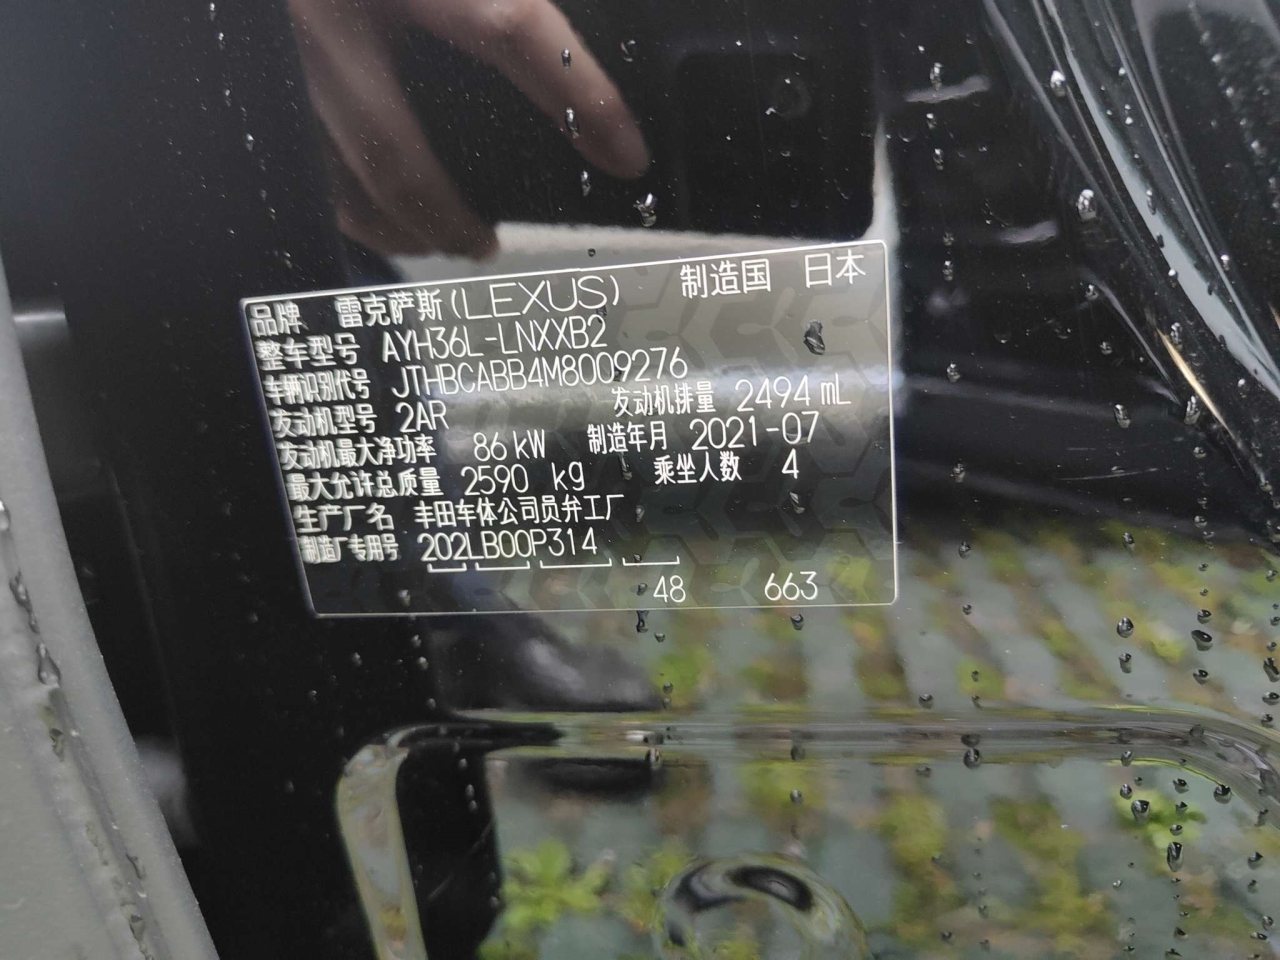 品牌 雷克萨斯(LEXUS) 制造国 日本
整车型号 AYH36L-LNXXB2
车辆识别代号 JTHBCABB4M8009276
发动机型号 2AR 发动机排量 2494 mL
发动机最大净功率 86 kW 制造年月 2021-07
最大允许总质量 2590 kg 乘坐人数 4
生产厂名 丰田车体公司员弁工厂
制造厂专用号 202LB00P314
48 663